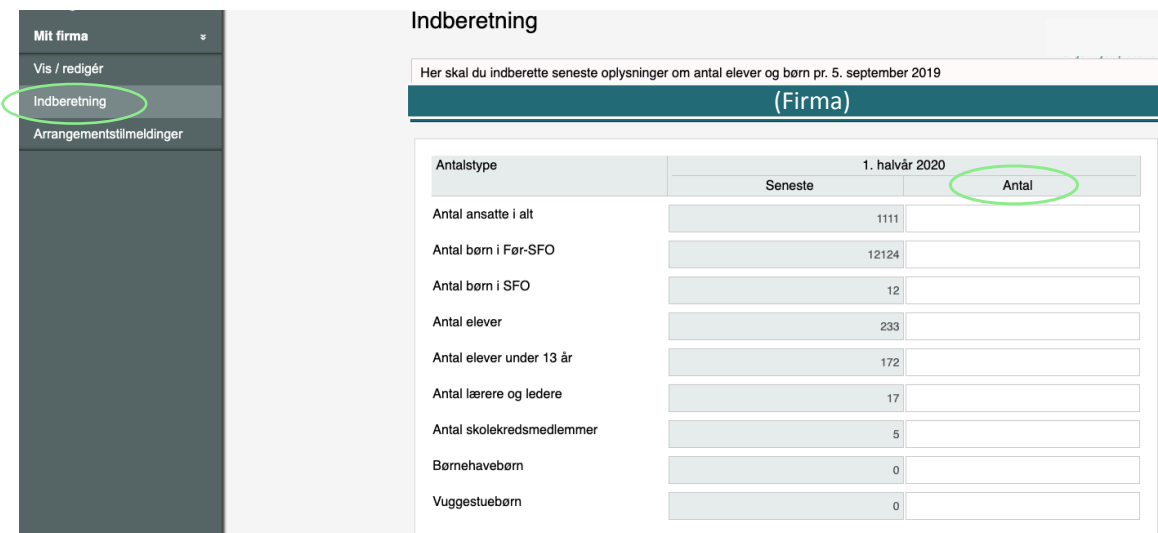 Mit firma
Vis / redigér
Indberetning
Arrangementstilmeldinger
Indberetning
Her skal du indberette seneste oplysninger om antal elever og børn pr. 5. september 2019
(Firma)
Antalstype 1. halvår 2020
Seneste Antal
Antal ansatte i alt 1111
Antal børn i Før-SFO 12124
Antal børn i SFO 12
Antal elever 233
Antal elever under 13 år 172
Antal lærere og ledere 17
Antal skolekredsmedlemmer 5
Børnehavebørn 0
Vuggestuebørn 0